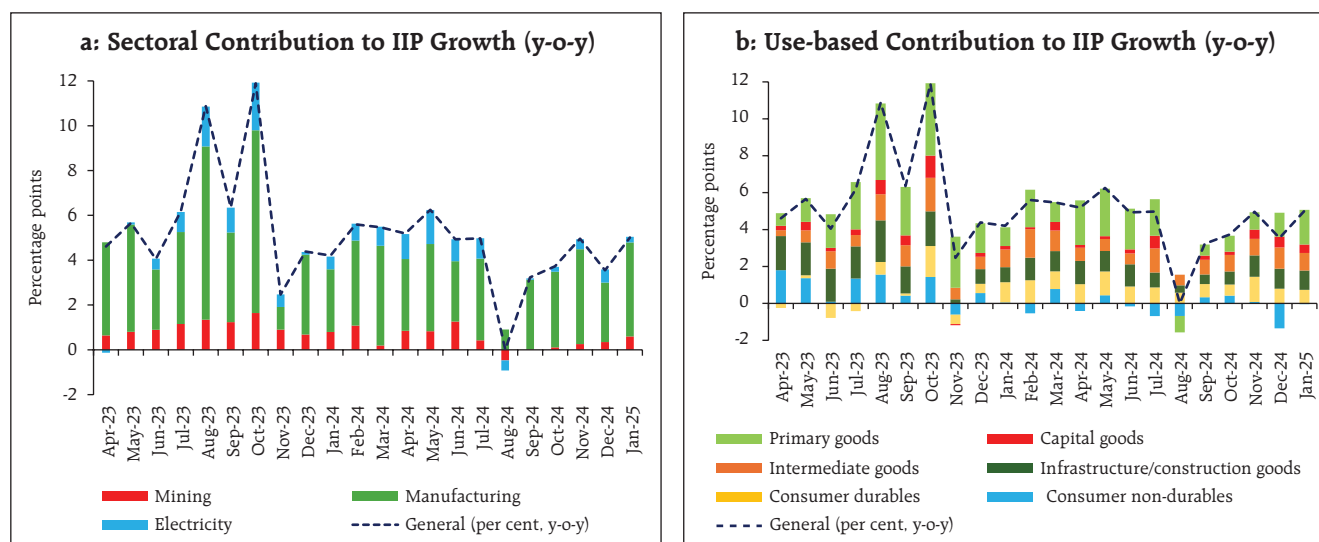 a: Sectoral Contribution to IIP Growth (y-o-y)
Percentage points
12
10
8
6
4
2
0
-2
Apr-23
May-23
Jun-23
Jul-23
Aug-23
Sep-23
Oct-23
Nov-23
Dec-23
Jan-24
Feb-24
Mar-24
Apr-24
May-24
Jun-24
Jul-24
Aug-24
Sep-24
Oct-24
Nov-24
Dec-24
Jan-25
Mining
Manufacturing
Electricity
General (per cent, y-o-y)
b: Use-based Contribution to IIP Growth (y-o-y)
Percentage points
12
10
8
6
4
2
0
-2
Apr-23
May-23
Jun-23
Jul-23
Aug-23
Sep-23
Oct-23
Nov-23
Dec-23
Jan-24
Feb-24
Mar-24
Apr-24
May-24
Jun-24
Jul-24
Aug-24
Sep-24
Oct-24
Nov-24
Dec-24
Jan-25
Primary goods
Capital goods
Intermediate goods
Infrastructure/construction goods
Consumer durables
Consumer non-durables
General (per cent, y-o-y)